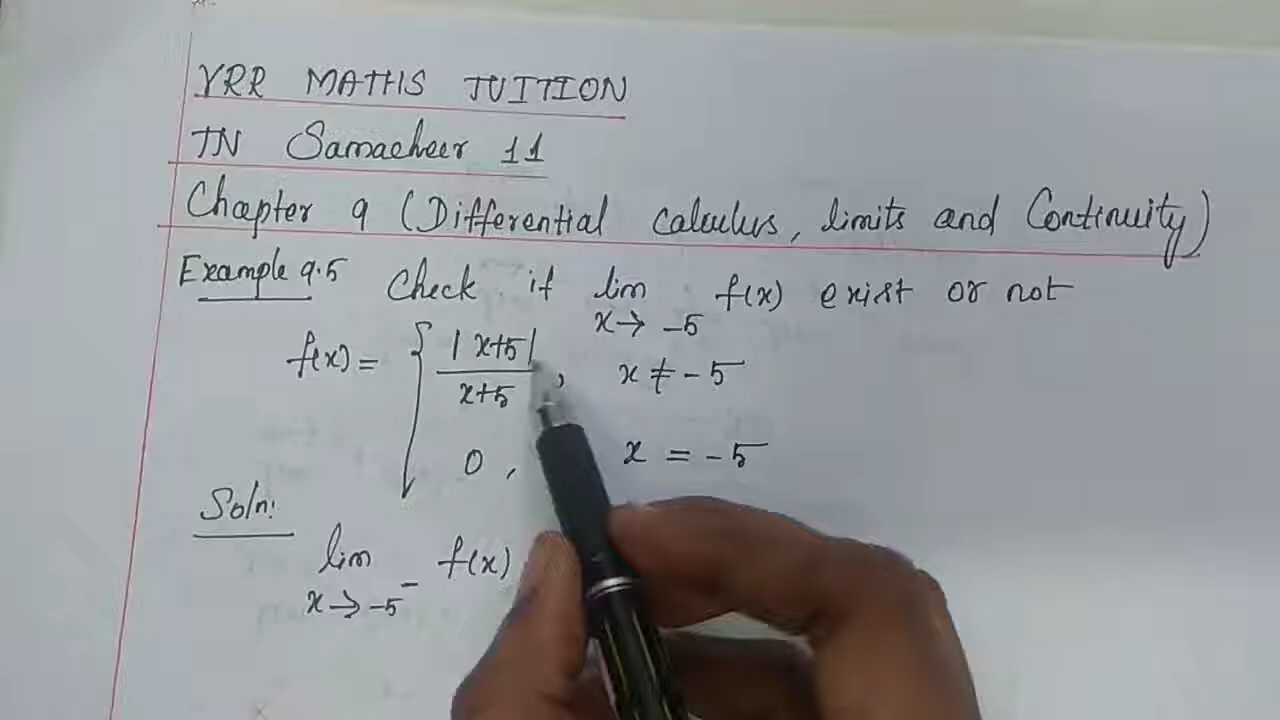 YRR MATHS TUITION
TN Samacheer 11
Chapter 9 (Differential calculus, limits and Continuity)
Example 9.5 Check if lim x→ -5 f(x) exist or not
f(x) = { |x+5| / x+5 , x ≠ -5
0 , x = -5
Soln:
lim x→ -5⁻ f(x)